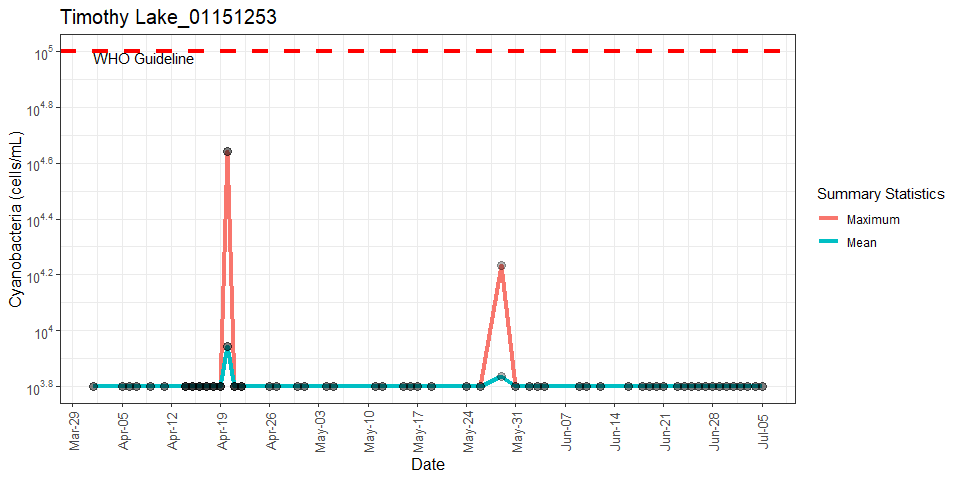 Timothy Lake_01151253
10^5
WHO Guideline
10^4.8
10^4.6
10^4.4
10^4.2
10^4
10^3.8
Cyanobacteria (cells/mL)
Mar-29
Apr-05
Apr-12
Apr-19
Apr-26
May-03
May-10
May-17
May-24
May-31
Jun-07
Jun-14
Jun-21
Jun-28
Jul-05
Date
Summary Statistics
Maximum
Mean